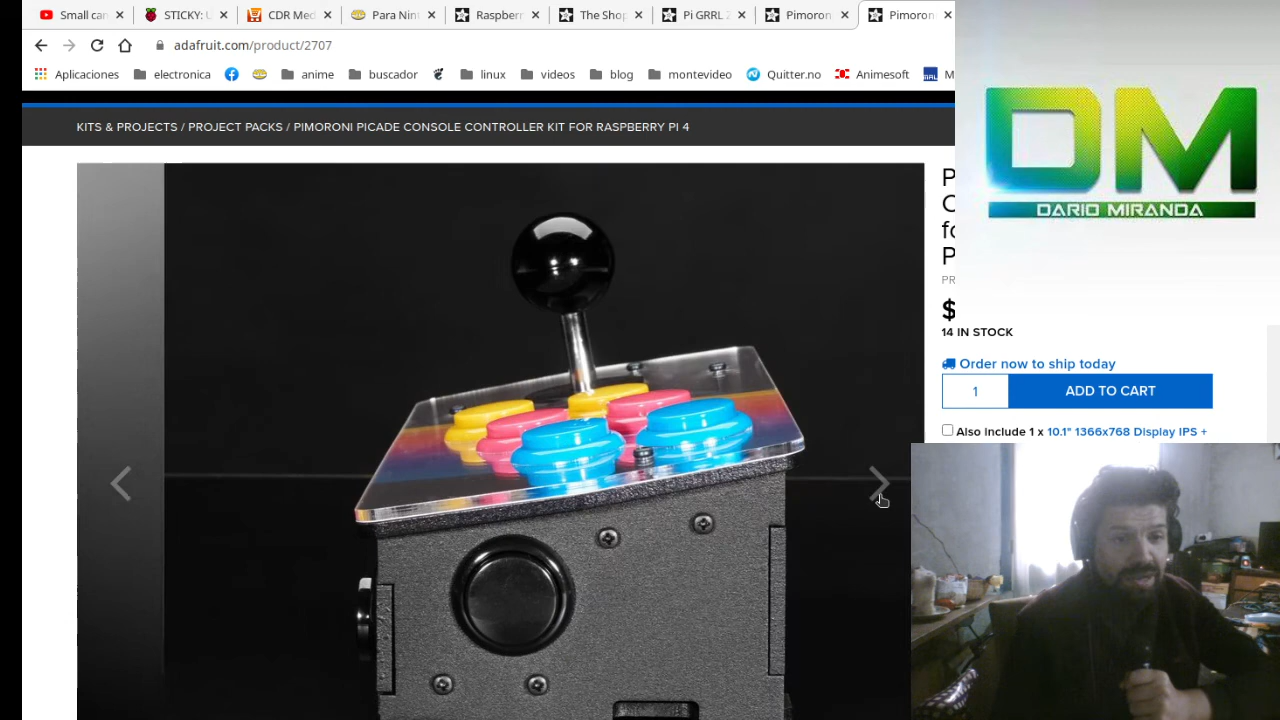 Small can
STICKY: U
CDR Med
Para Nin
Raspberr
The Shop
Pi GRRL Z
Pimoron
Pimoron
adafruit.com/product/2707
Aplicaciones electronica anime buscador linux videos blog montevideo Quitter.no Animesoft M
KITS & PROJECTS / PROJECT PACKS / PIMORONI PICADE CONSOLE CONTROLLER KIT FOR RASPBERRY PI 4
DM
DARIO MIRANDA
P
C
fo
P
PR
$
14 IN STOCK
Order now to ship today
1 ADD TO CART
Also include 1 x 10.1" 1366x768 Display IPS +